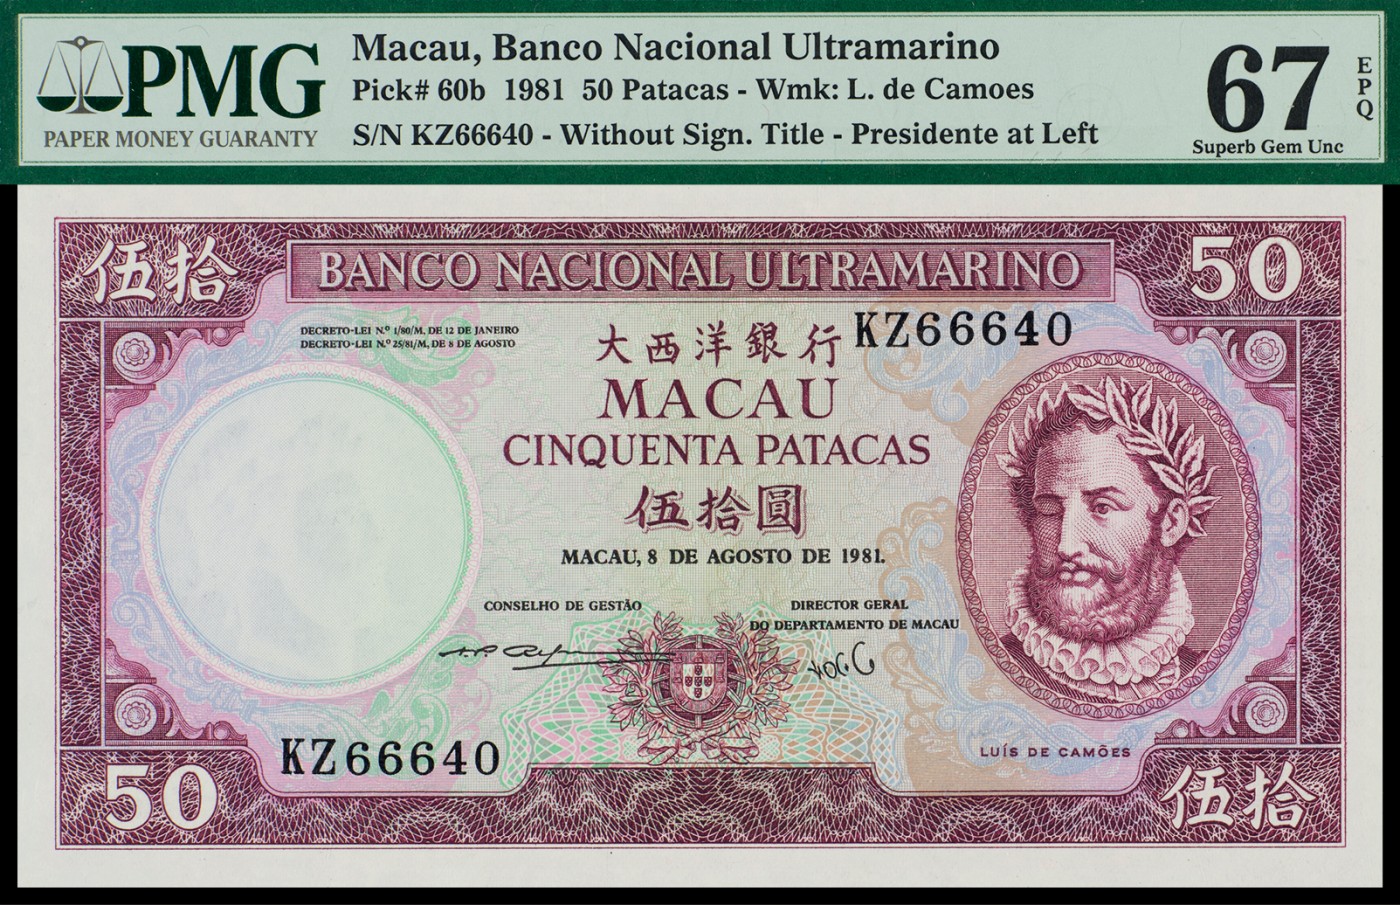 PMG
PAPER MONEY GUARANTY
Macau, Banco Nacional Ultramarino
Pick# 60b 1981 50 Patacas - Wmk: L. de Camoes
S/N KZ66640 - Without Sign. Title - Presidente at Left
67
EPQ
Superb Gem Unc
伍拾
BANCO NACIONAL ULTRAMARINO
50
DECRETO-LEI N.º 1/80/M, DE 12 DE JANEIRO
DECRETO-LEI N.º 25/81/M, DE 8 DE AGOSTO
大西洋銀行
KZ66640
MACAU
CINQUENTA PATACAS
伍拾圓
MACAU, 8 DE AGOSTO DE 1981.
CONSELHO DE GESTÃO
DIRECTOR GERAL
DO DEPARTAMENTO DE MACAU
KZ66640
LUÍS DE CAMÕES
50
伍拾